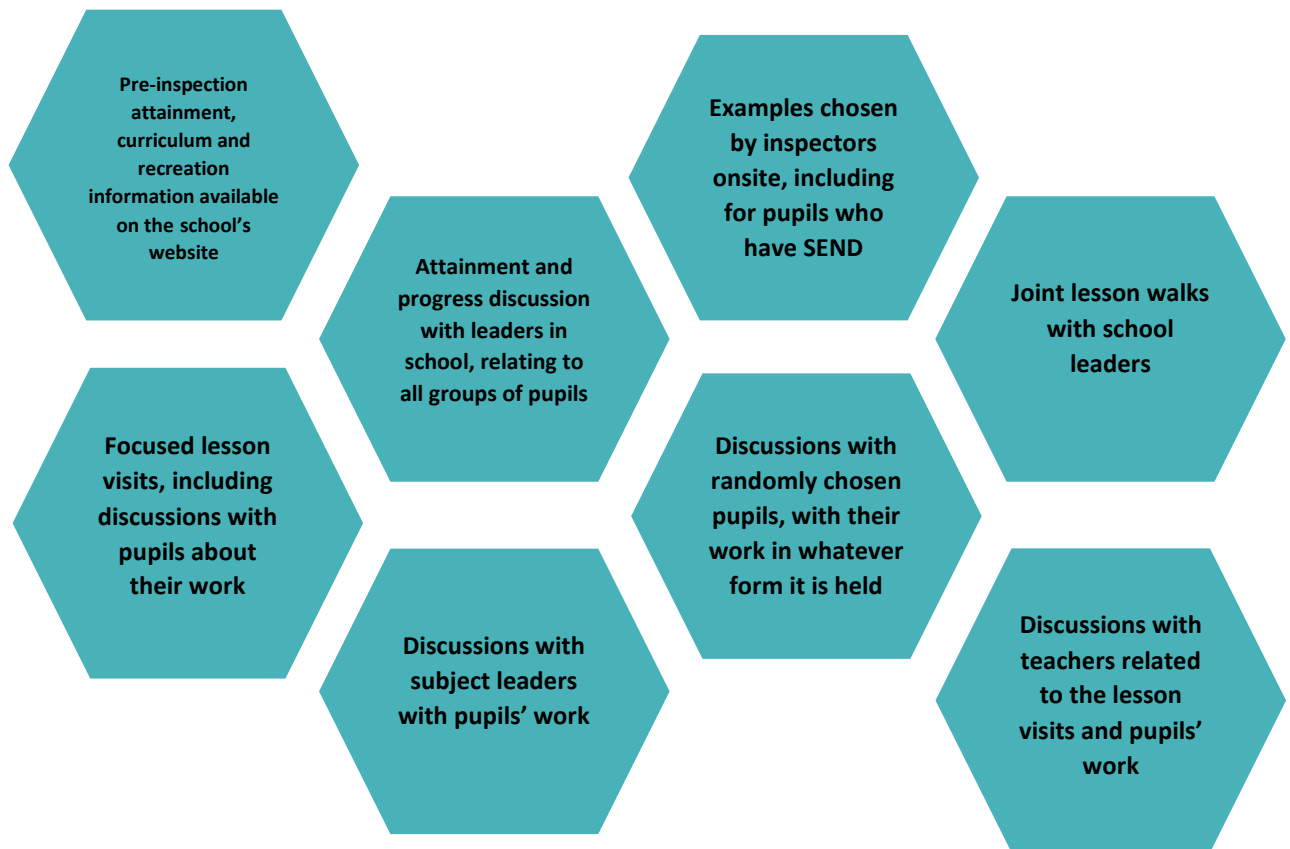 Pre-inspection
attainment,
curriculum and
recreation
information available
on the school's
website
Attainment and
progress discussion
with leaders in
school, relating to
all groups of pupils
Examples chosen
by inspectors
onsite, including
for pupils who
have SEND
Joint lesson walks
with school
leaders
Focused lesson
visits, including
discussions with
pupils about
their work
Discussions with
subject leaders
with pupils' work
Discussions with
randomly chosen
pupils, with their
work in whatever
form it is held
Discussions with
teachers related
to the lesson
visits and pupils'
work